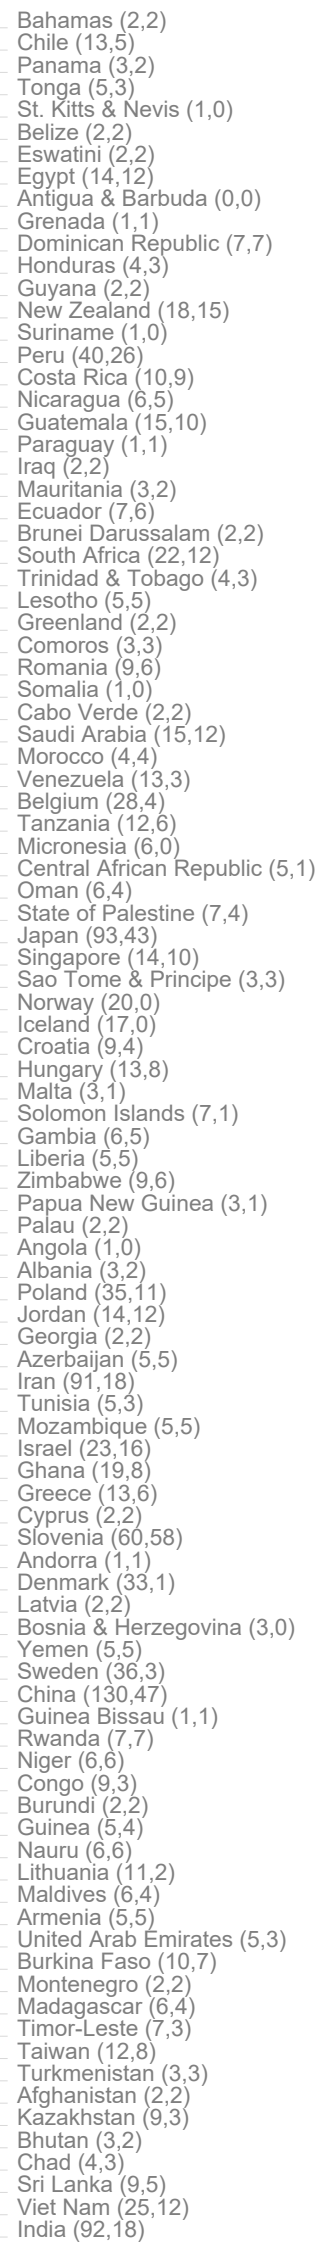 Bahamas (2,2)
Chile (13,5)
Panama (3,2)
Tonga (5,3)
St. Kitts & Nevis (1,0)
Belize (2,2)
Eswatini (2,2)
Egypt (14,12)
Antigua & Barbuda (0,0)
Grenada (1,1)
Dominican Republic (7,7)
Honduras (4,3)
Guyana (2,2)
New Zealand (18,15)
Suriname (1,0)
Peru (40,26)
Costa Rica (10,9)
Nicaragua (6,5)
Guatemala (15,10)
Paraguay (1,1)
Iraq (2,2)
Mauritania (3,2)
Ecuador (7,6)
Brunei Darussalam (2,2)
South Africa (22,12)
Trinidad & Tobago (4,3)
Lesotho (5,5)
Greenland (2,2)
Comoros (3,3)
Romania (9,6)
Somalia (1,0)
Cabo Verde (2,2)
Saudi Arabia (15,12)
Morocco (4,4)
Venezuela (13,3)
Belgium (28,4)
Tanzania (12,6)
Micronesia (6,0)
Central African Republic (5,1)
Oman (6,4)
State of Palestine (7,4)
Japan (93,43)
Singapore (14,10)
Sao Tome & Principe (3,3)
Norway (20,0)
Iceland (17,0)
Croatia (9,4)
Hungary (13,8)
Malta (3,1)
Solomon Islands (7,1)
Gambia (6,5)
Liberia (5,5)
Zimbabwe (9,6)
Papua New Guinea (3,1)
Palau (2,2)
Angola (1,0)
Albania (3,2)
Poland (35,11)
Jordan (14,12)
Georgia (2,2)
Azerbaijan (5,5)
Iran (91,18)
Tunisia (5,3)
Mozambique (5,5)
Israel (23,16)
Ghana (19,8)
Greece (13,6)
Cyprus (2,2)
Slovenia (60,58)
Andorra (1,1)
Denmark (33,1)
Latvia (2,2)
Bosnia & Herzegovina (3,0)
Yemen (5,5)
Sweden (36,3)
China (130,47)
Guinea Bissau (1,1)
Rwanda (7,7)
Niger (6,6)
Congo (9,3)
Burundi (2,2)
Guinea (5,4)
Nauru (6,6)
Lithuania (11,2)
Maldives (6,4)
Armenia (5,5)
United Arab Emirates (5,3)
Burkina Faso (10,7)
Montenegro (2,2)
Madagascar (6,4)
Timor-Leste (7,3)
Taiwan (12,8)
Turkmenistan (3,3)
Afghanistan (2,2)
Kazakhstan (9,3)
Bhutan (3,2)
Chad (4,3)
Sri Lanka (9,5)
Viet Nam (25,12)
India (92,18)